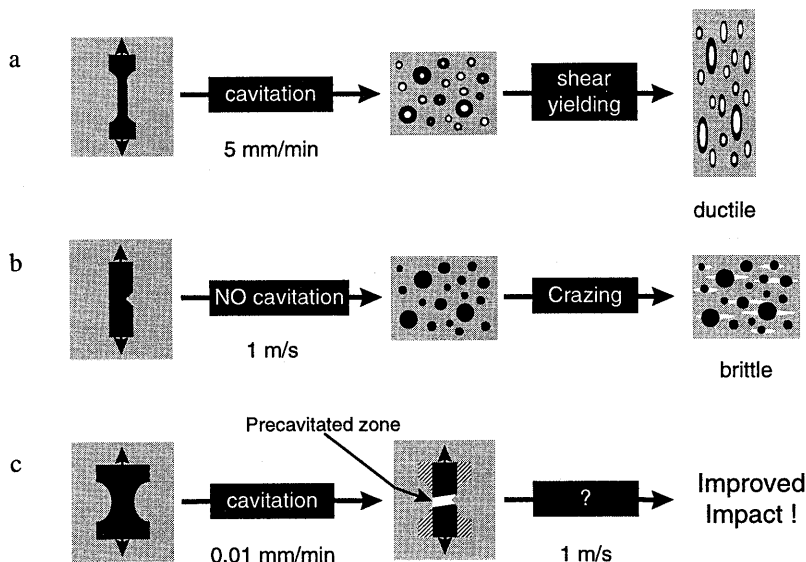 a
cavitation
5 mm/min
shear
yielding
ductile
b
NO cavitation
1 m/s
Crazing
brittle
Precavitated zone
c
cavitation
0.01 mm/min
?
1 m/s
Improved
Impact !